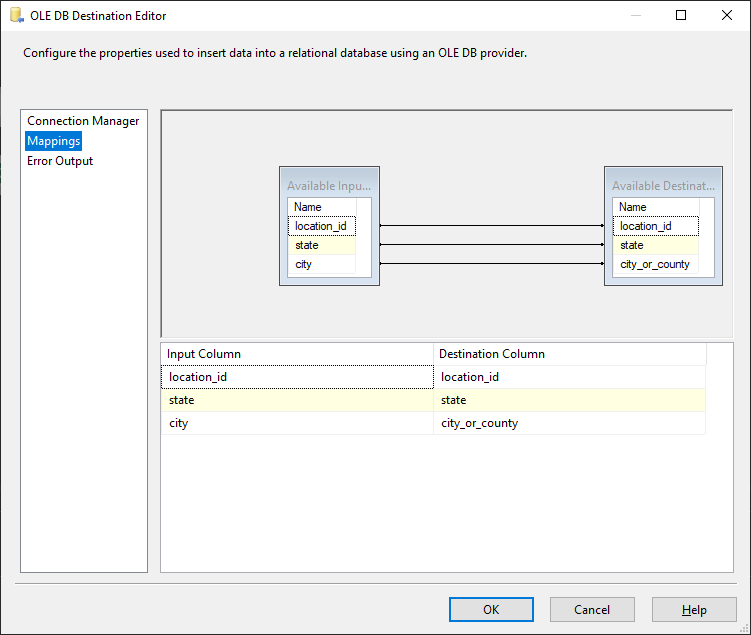 OLE DB Destination Editor
Configure the properties used to insert data into a relational database using an OLE DB provider.
Connection Manager
Mappings
Error Output
Available Inpu...
Name
location_id
state
city
Available Destinat...
Name
location_id
state
city_or_county
Input Column Destination Column
location_id location_id
state state
city city_or_county
OK Cancel Help